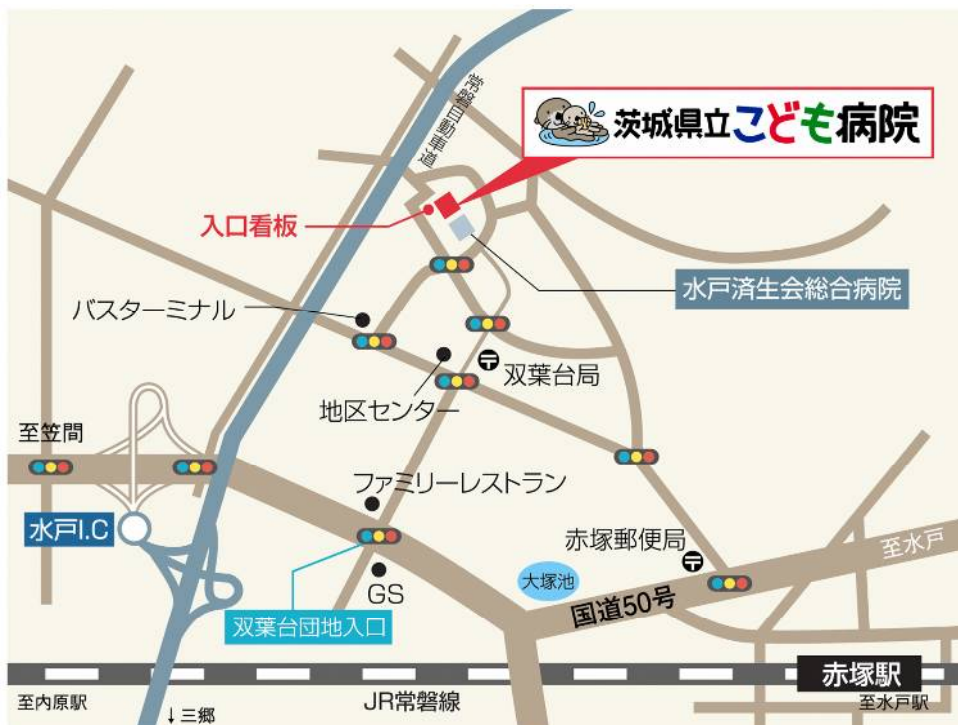 常磐自動車道
茨城県立こども病院
入口看板
水戸済生会総合病院
バスターミナル
双葉台局
地区センター
至笠間
ファミリーレストラン
水戸I.C
赤塚郵便局
至水戸
大塚池
GS
国道50号
双葉台団地入口
赤塚駅
至内原駅
JR常磐線
至水戸駅
↓三郷